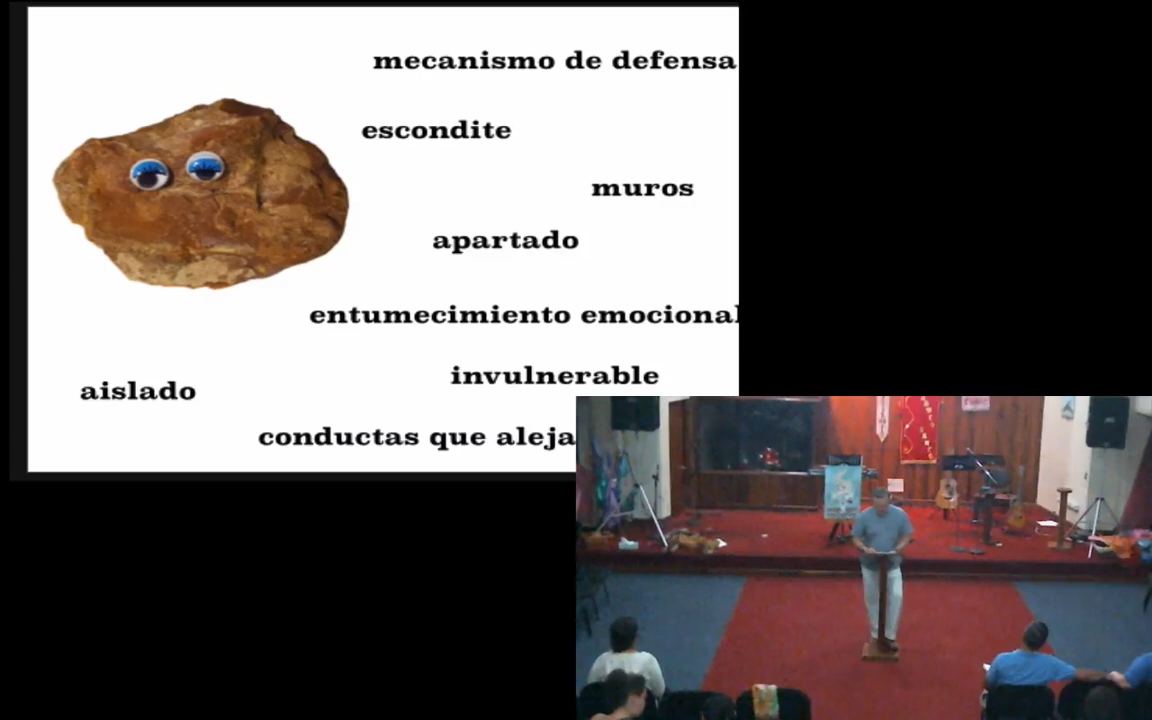 mecanismo de defensa
escondite
muros
apartado
entumecimiento emocional
invulnerable
aislado
conductas que aleja